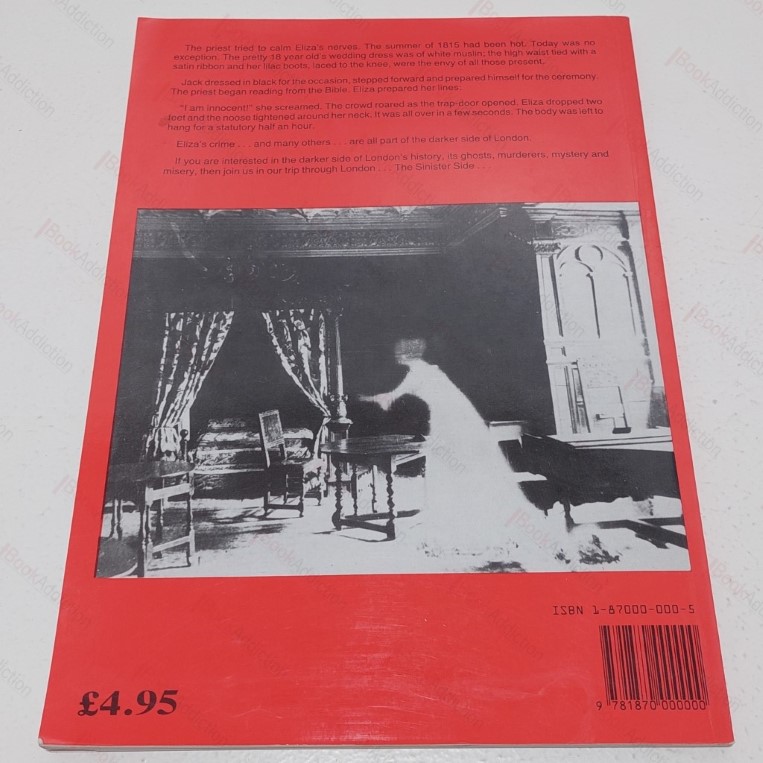 The priest tried to calm Eliza's nerves. The summer of 1815 had been hot. Today was no
exception. The pretty 18 year old's wedding dress was of white muslin; the high waist tied with a
satin ribbon and her lilac boots, laced to the knee, were the envy of all those present.
Jack dressed in black for the occasion, stepped forward and prepared himself for the ceremony.
The priest began reading from the Bible. Eliza prepared her lines:
"I am innocent!" she screamed. The crowd roared as the trap-door opened. Eliza dropped two
feet and the noose tightened around her neck. It was all over in a few seconds. The body was left to
hang for a statutory half an hour.
Eliza's crime . . . and many others . . . are all part of the darker side of London.
If you are interested in the darker side of London's history, its ghosts, murderers, mystery and
misery, then join us in our trip through London . . . The Sinister Side . . .
ISBN 1-87000-000-5
9 781870 000000
£4.95
BookAddiction